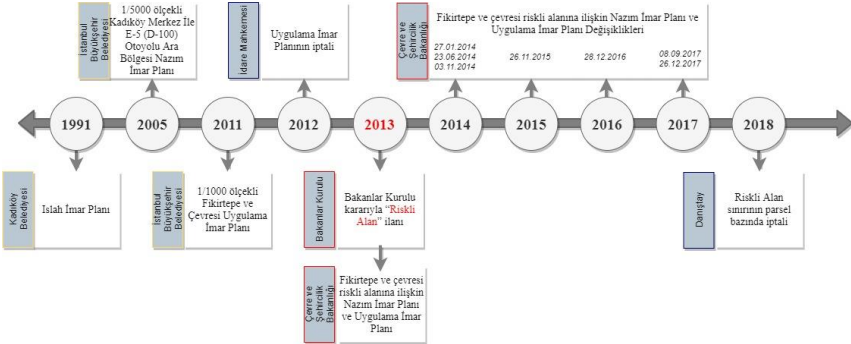 İstanbul
Büyükşehir
Belediyesi
1/5000 ölçekli
Kadıköy Merkez İle
E-5 (D-100)
Otoyolu Ara
Bölgesi Nazım
İmar Planı
İdare Mahkemesi
Uygulama İmar
Planının iptali
Çevre ve
Şehircilik
Bakanlığı
Fikirtepe ve çevresi riskli alanına ilişkin Nazım İmar Planı ve
Uygulama İmar Planı Değişiklikleri
27.01.2014
23.06.2014
03.11.2014
26.11.2015
28.12.2016
08.09.2017
26.12.2017
1991
2005
2011
2012
2013
2014
2015
2016
2017
2018
Kadıköy
Belediyesi
Islah İmar Planı
İstanbul
Büyükşehir
Belediyesi
1/1000 ölçekli
Fikirtepe ve
Çevresi Uygulama
İmar Planı
Bakanlar Kurulu
Bakanlar Kurulu
kararıyla “Riskli
Alan” ilanı
Çevre ve
Şehircilik
Bakanlığı
Fikirtepe ve çevresi
riskli alanına ilişkin
Nazım İmar Planı
ve Uygulama İmar
Planı
Danıştay
Riskli Alan
sınırının parsel
bazında iptali